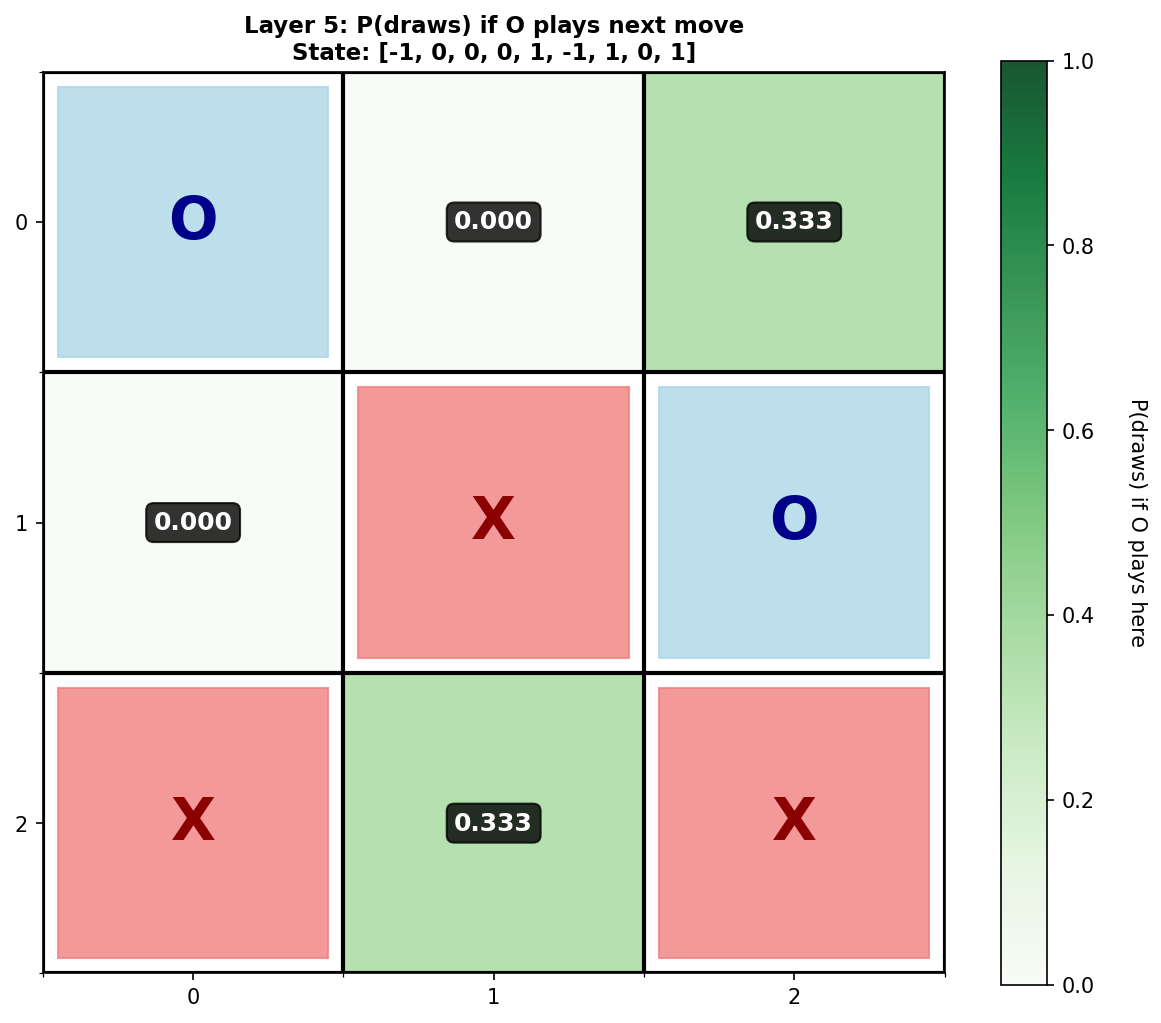 Layer 5: P(draws) if O plays next move
State: [-1, 0, 0, 0, 1, -1, 1, 0, 1]
O
0.000
0.333
0.000
X
O
X
0.333
X
0
1
2
0
1
2
1.0
0.8
0.6
0.4
0.2
0.0
P(draws) if O plays here